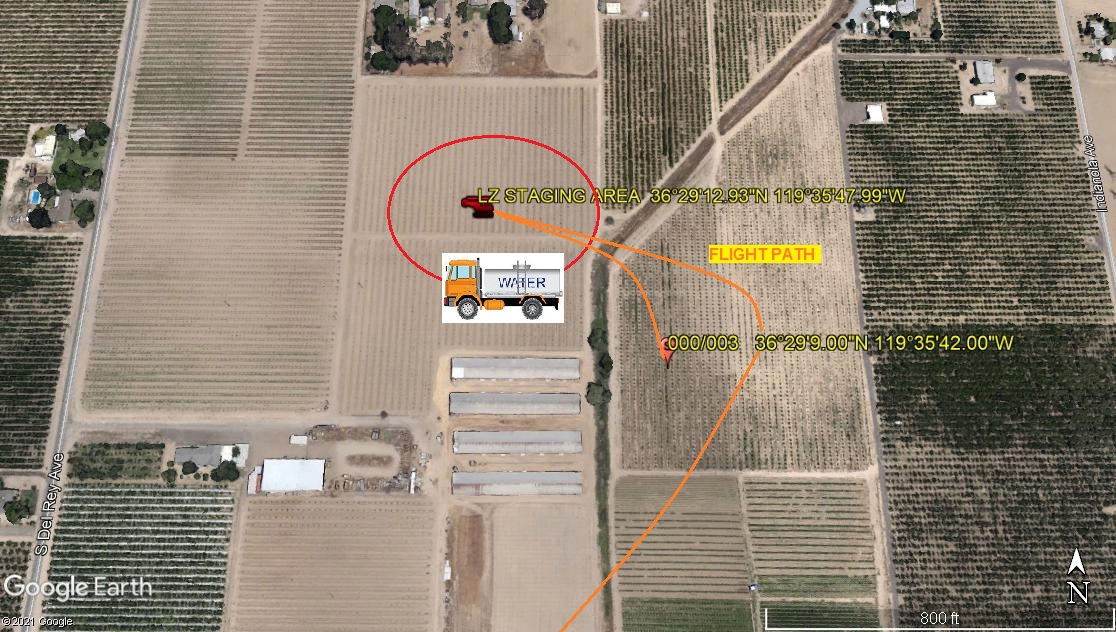 Indianola Ave
LZ STAGING AREA 36°29'12.93"N 119°35'47.99"W
FLIGHT PATH
WATER
000/003 36°29'9.00"N 119°35'42.00"W
S Del Rey Ave
Google Earth
© 2021 Google
N
800 ft